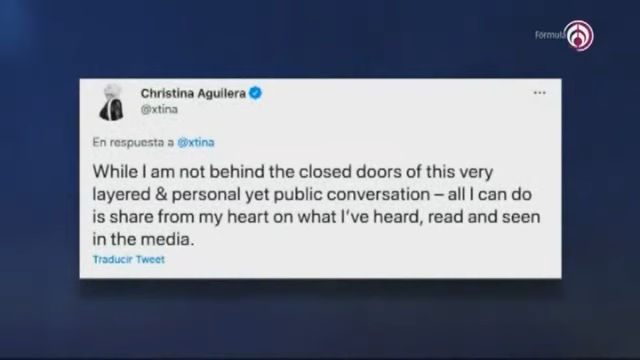 Fórmula
Christina Aguilera
@xtina
En respuesta a @xtina
While I am not behind the closed doors of this very
layered & personal yet public conversation – all I can do
is share from my heart on what I've heard, read and seen
in the media.
Traducir Tweet